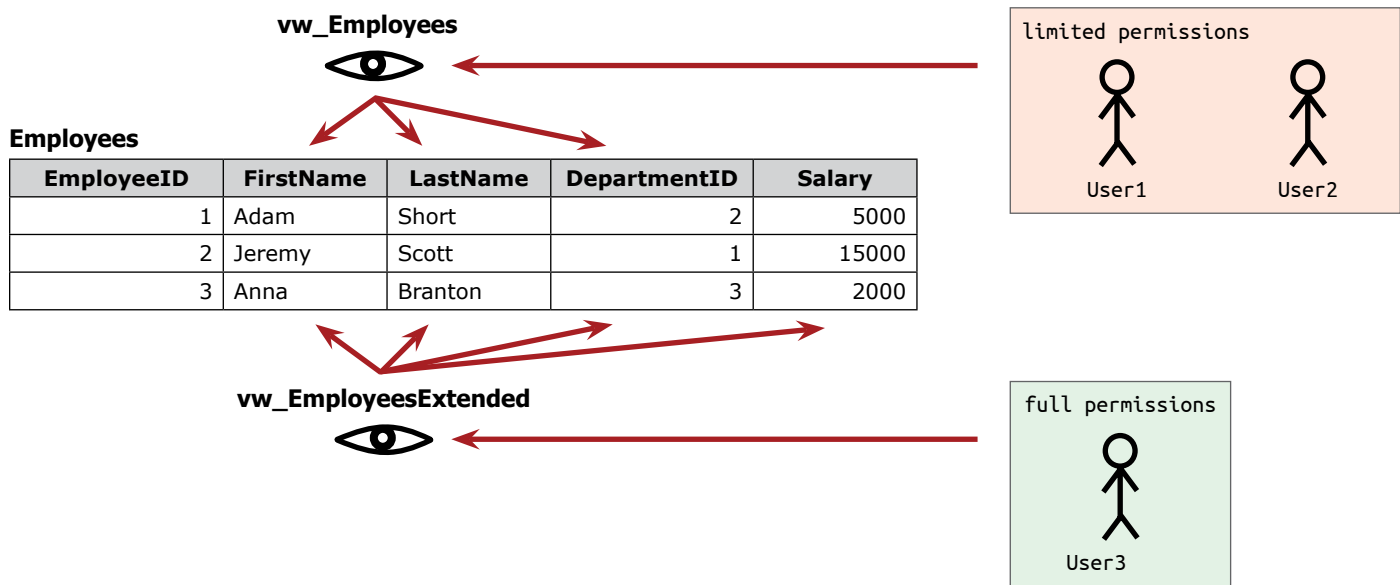 vw_Employees
limited permissions
User1 User2
Employees
EmployeeID FirstName LastName DepartmentID Salary
1 Adam Short 2 5000
2 Jeremy Scott 1 15000
3 Anna Branton 3 2000
vw_EmployeesExtended
full permissions
User3